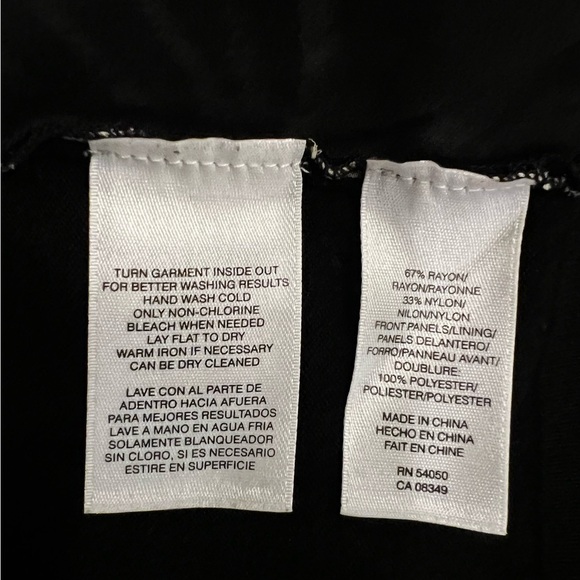 TURN GARMENT INSIDE OUT
FOR BETTER WASHING RESULTS
HAND WASH COLD
ONLY NON-CHLORINE
BLEACH WHEN NEEDED
LAY FLAT TO DRY
WARM IRON IF NECESSARY
CAN BE DRY CLEANED
LAVE CON AL PARTE DE
ADENTRO HACIA AFUERA
PARA MEJORES RESULTADOS
LAVE A MANO EN AGUA FRIA
SOLAMENTE BLANQUEADOR
SIN CLORO, SI ES NECESARIO
ESTIRE EN SUPERFICIE
67% RAYON/
RAYON/RAYONNE
33% NYLON/
NILON/NYLON
FRONT PANELS/LINING/
PANELS DELANTERO/
FORRO/PANNEAU AVANT/
DOUBLURE:
100% POLYESTER/
POLIESTER/POLYESTER
MADE IN CHINA
HECHO EN CHINA
FAIT EN CHINE
RN 54050
CA 08349